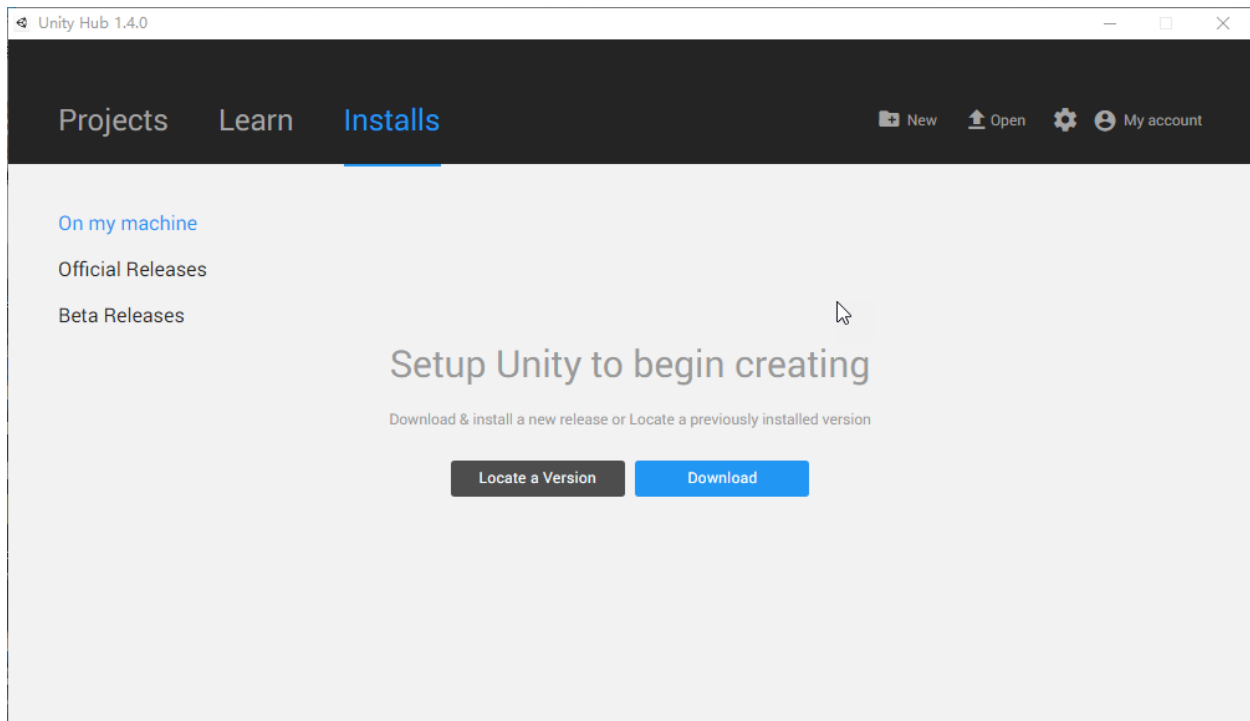 Unity Hub 1.4.0
Projects Learn Installs New Open My account
On my machine
Official Releases
Beta Releases
Setup Unity to begin creating
Download & install a new release or Locate a previously installed version
Locate a Version Download